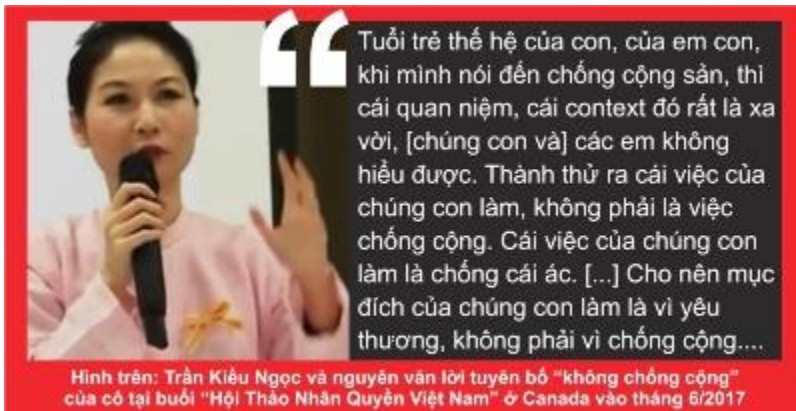 Tuổi trẻ thế hệ của con, của em con,
khi mình nói đến chống cộng sản, thì
cái quan niệm, cái context đó rất là xa
vời, [chúng con và] các em không
hiểu được. Thành thử ra cái việc của
chúng con làm, không phải là việc
chống cộng. Cái việc của chúng con
làm là chống cái ác. [...] Cho nên mục
đích của chúng con làm là vì yêu
thương, không phải vì chống cộng....
Hình trên: Trần Kiều Ngọc và nguyên văn lời tuyên bố “không chống cộng”
của cô tại buổi “Hội Thảo Nhân Quyền Việt Nam” ở Canada vào tháng 6/2017